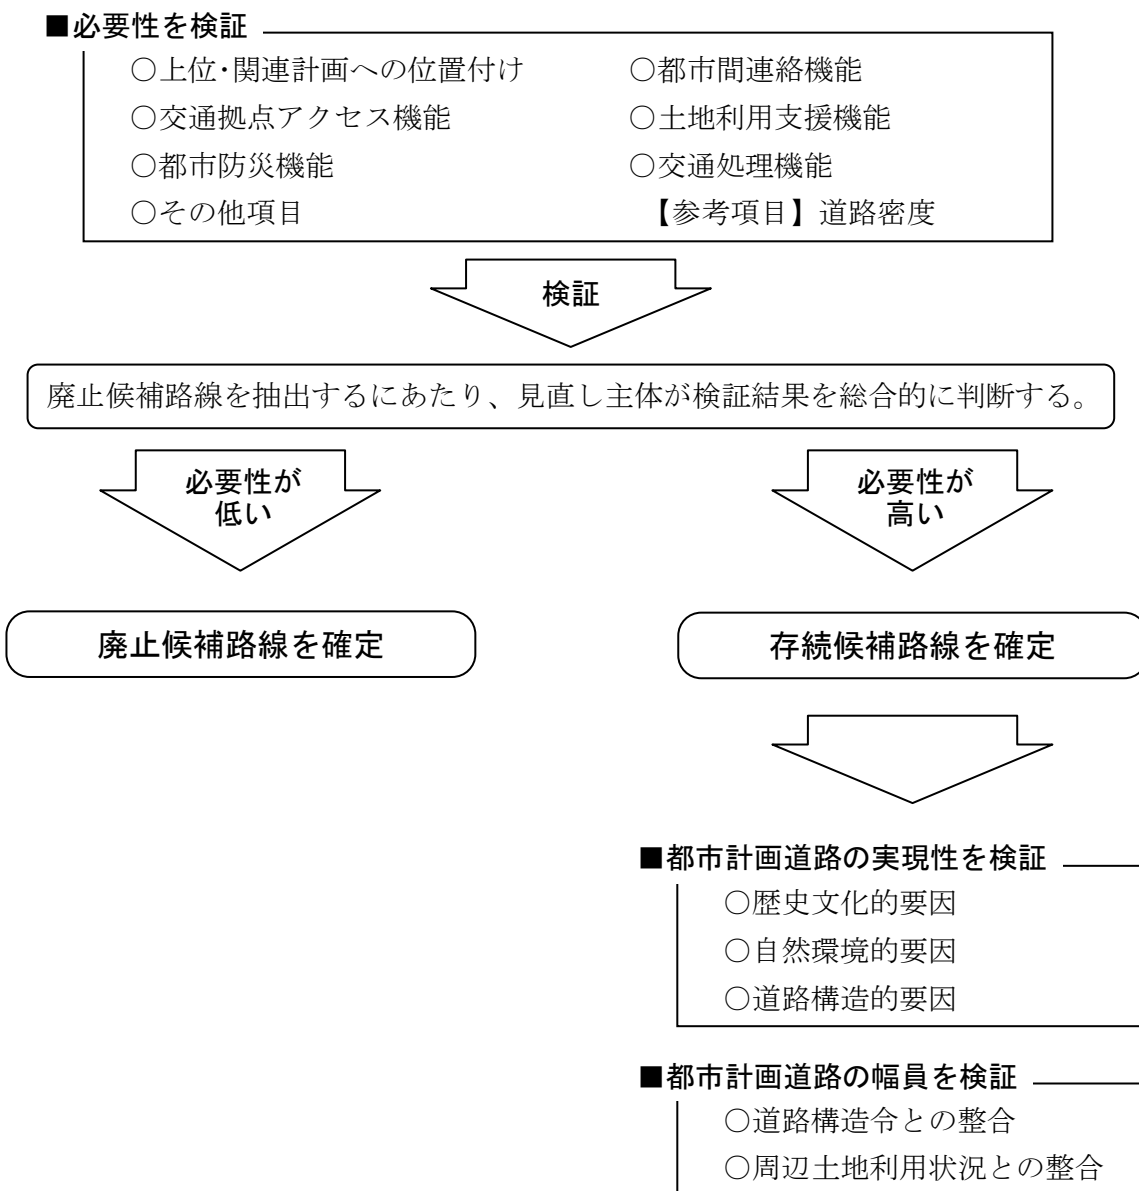 ■必要性を検証
○上位・関連計画への位置付け ○都市間連絡機能
○交通拠点アクセス機能 ○土地利用支援機能
○都市防災機能 ○交通処理機能
○その他項目 【参考項目】道路密度
検証
廃止候補路線を抽出するにあたり、見直し主体が検証結果を総合的に判断する。
必要性が
低い
必要性が
高い
廃止候補路線を確定
存続候補路線を確定
■都市計画道路の実現性を検証
○歴史文化的要因
○自然環境的要因
○道路構造的要因
■都市計画道路の幅員を検証
○道路構造令との整合
○周辺土地利用状況との整合